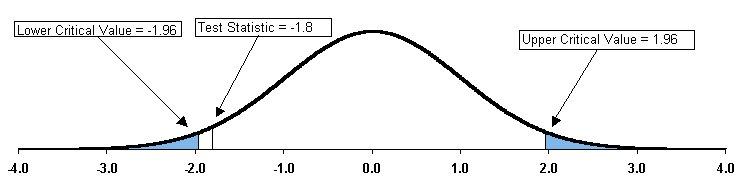 Lower Critical Value = -1.96
Test Statistic = -1.8
Upper Critical Value = 1.96
-4.0 -3.0 -2.0 -1.0 0.0 1.0 2.0 3.0 4.0